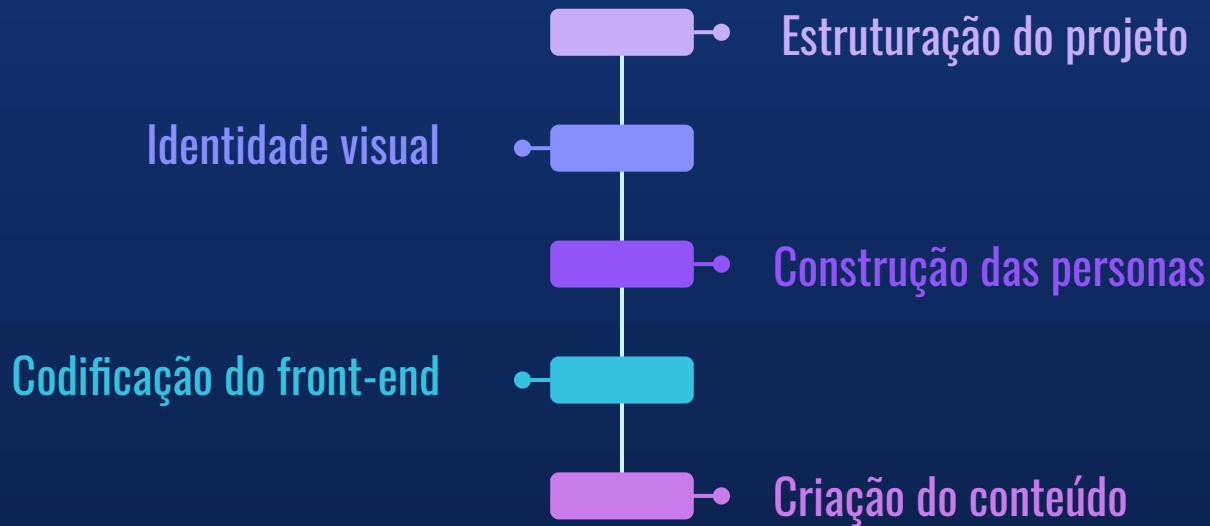 Estruturação do projeto
Identidade visual
Construção das personas
Codificação do front-end
Criação do conteúdo